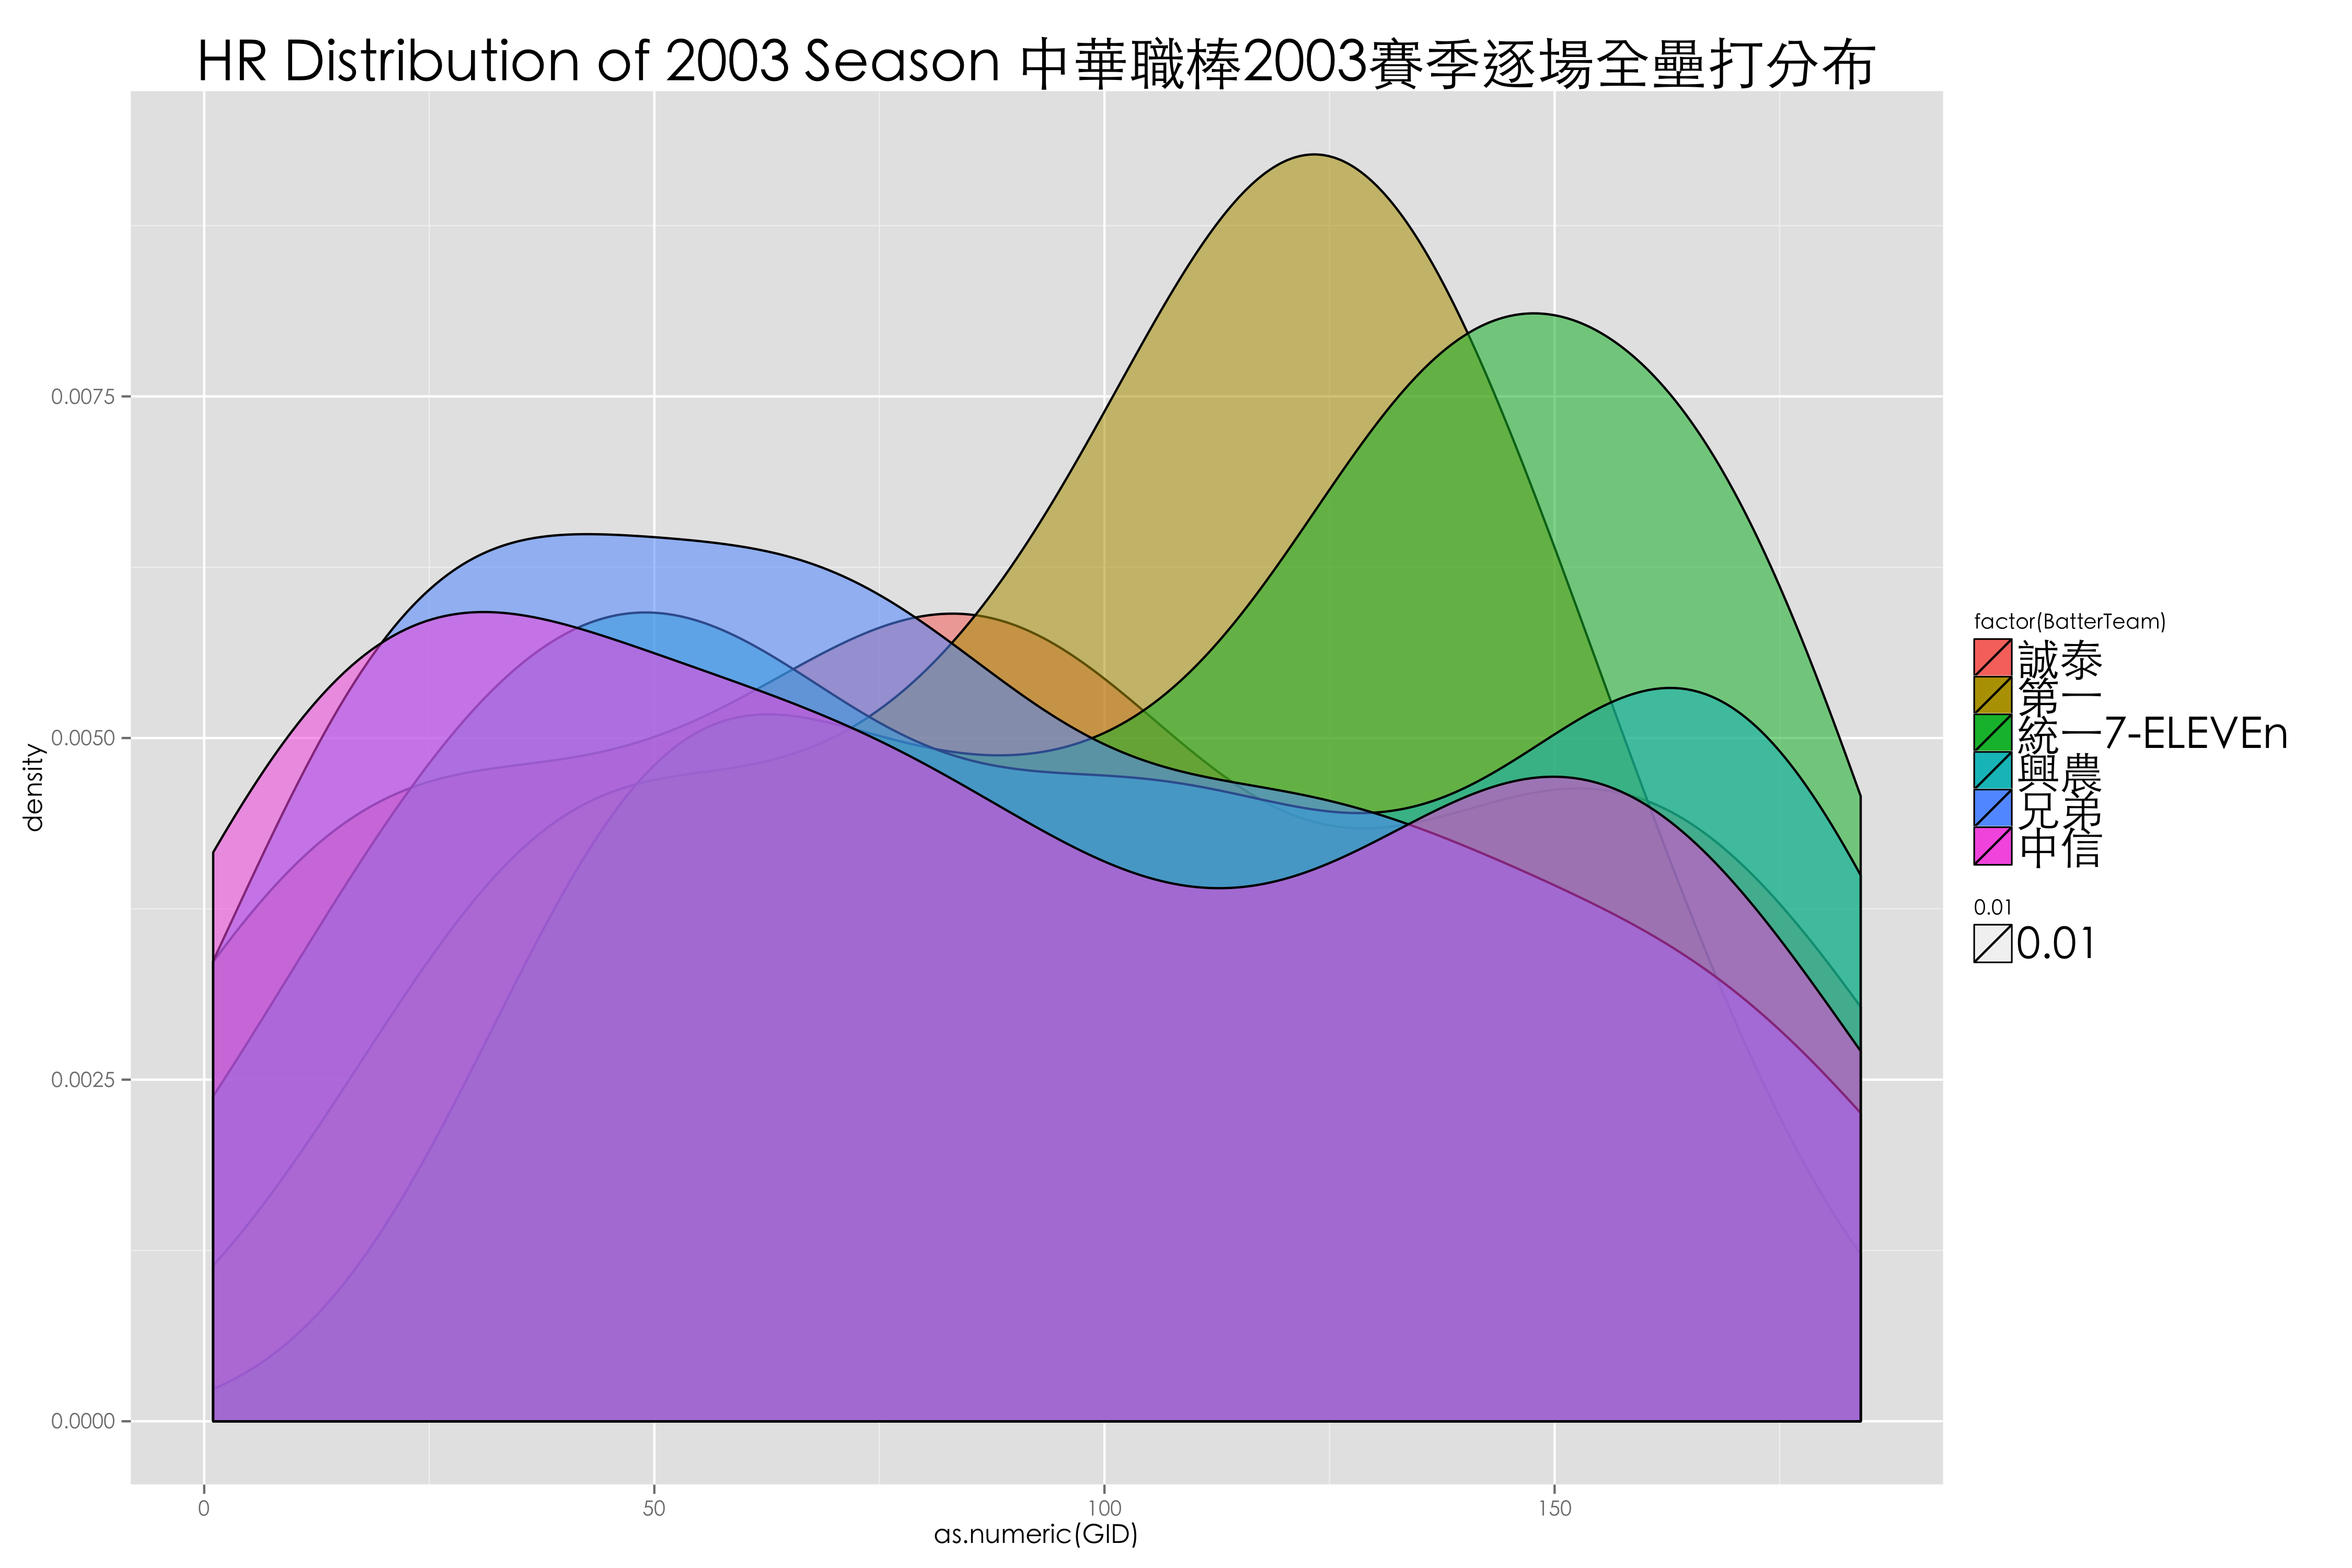 HR Distribution of 2003 Season 中華職棒2003賽季逐場全壘打分布
density
0.0075
0.0050
0.0025
0.0000
0 50 100 150
as.numeric(GID)
factor(BatterTeam)
誠泰
第一
統一7-ELEVEn
興農
兄弟
中信
0.01
0.01